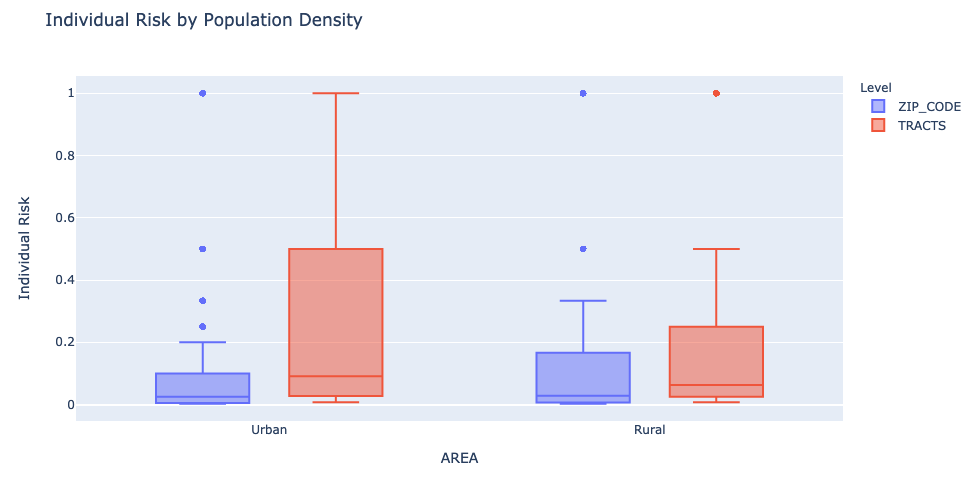 Individual Risk by Population Density
Level
ZIP_CODE
TRACTS
1
0.8
0.6
0.4
0.2
0
Individual Risk
Urban
Rural
AREA